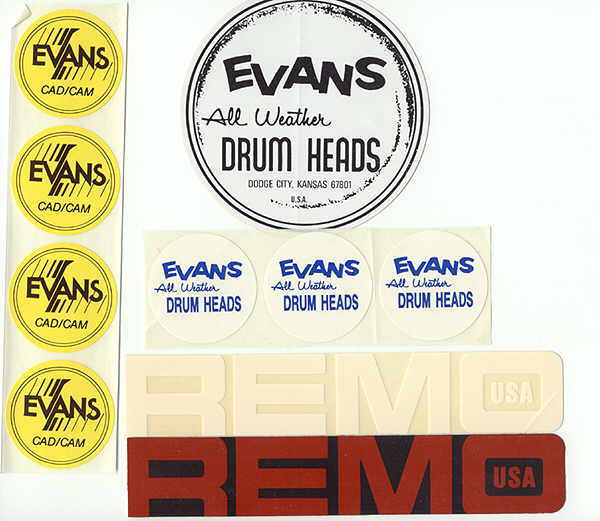 EVANS
CAD/CAM
EVANS
CAD/CAM
EVANS
CAD/CAM
EVANS
CAD/CAM
EVANS
All Weather
DRUM HEADS
DODGE CITY, KANSAS 67801
U.S.A.
EVANS
All Weather
DRUM HEADS
EVANS
All Weather
DRUM HEADS
EVANS
All Weather
DRUM HEADS
REMO USA
REMO USA